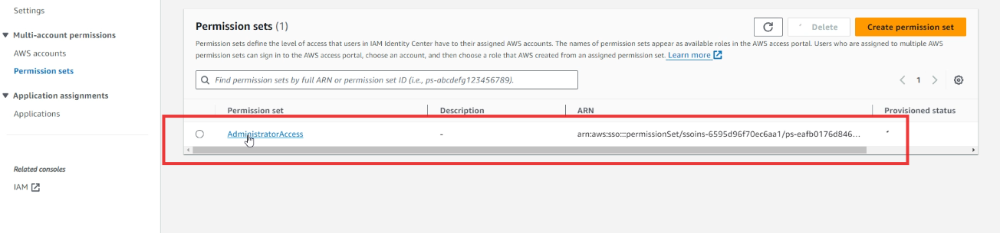 Settings
Multi-account permissions
AWS accounts
Permission sets
Application assignments
Applications
Related consoles
IAM
Permission sets (1)
Delete
Create permission set
Permission sets define the level of access that users in IAM Identity Center have to their assigned AWS accounts. The names of permission sets appear as available roles in the AWS access portal. Users who are assigned to multiple AWS
permission sets can sign in to the AWS access portal, choose an account, and then choose a role that AWS created from an assigned permission set. Learn more
Find permission sets by full ARN or permission set ID (i.e., ps-abcdefg123456789).
1
Permission set Description ARN Provisioned status
AdministratorAccess - arn:aws:sso:::permissionSet/ssoins-6595d96f70ec6aa1/ps-eafb0176d846...